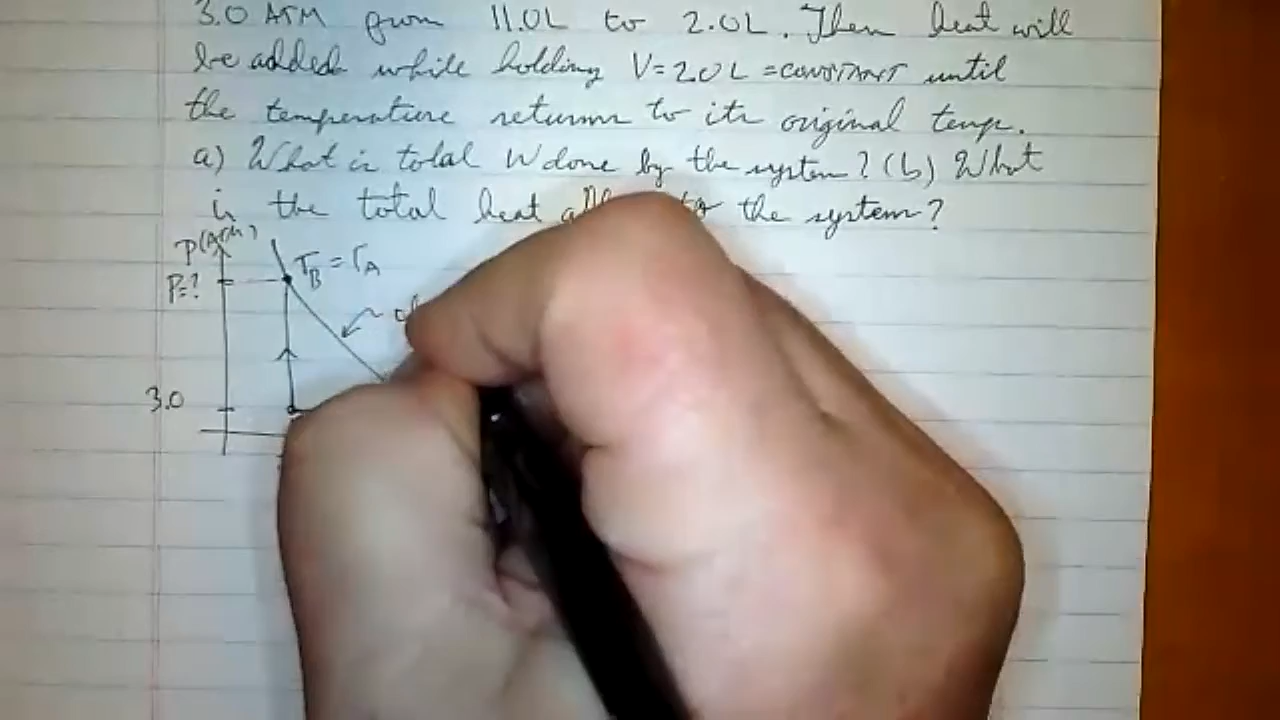 3.0 ATM from 11.0L to 2.0L. Then heat will
be added while holding V=2.0L=CONSTANT until
the temperature returns to its original temp.
a) What is total W done by the system? (b) What
is the total heat to the system?
P(ATM)
T_B = T_A
P=?
3.0